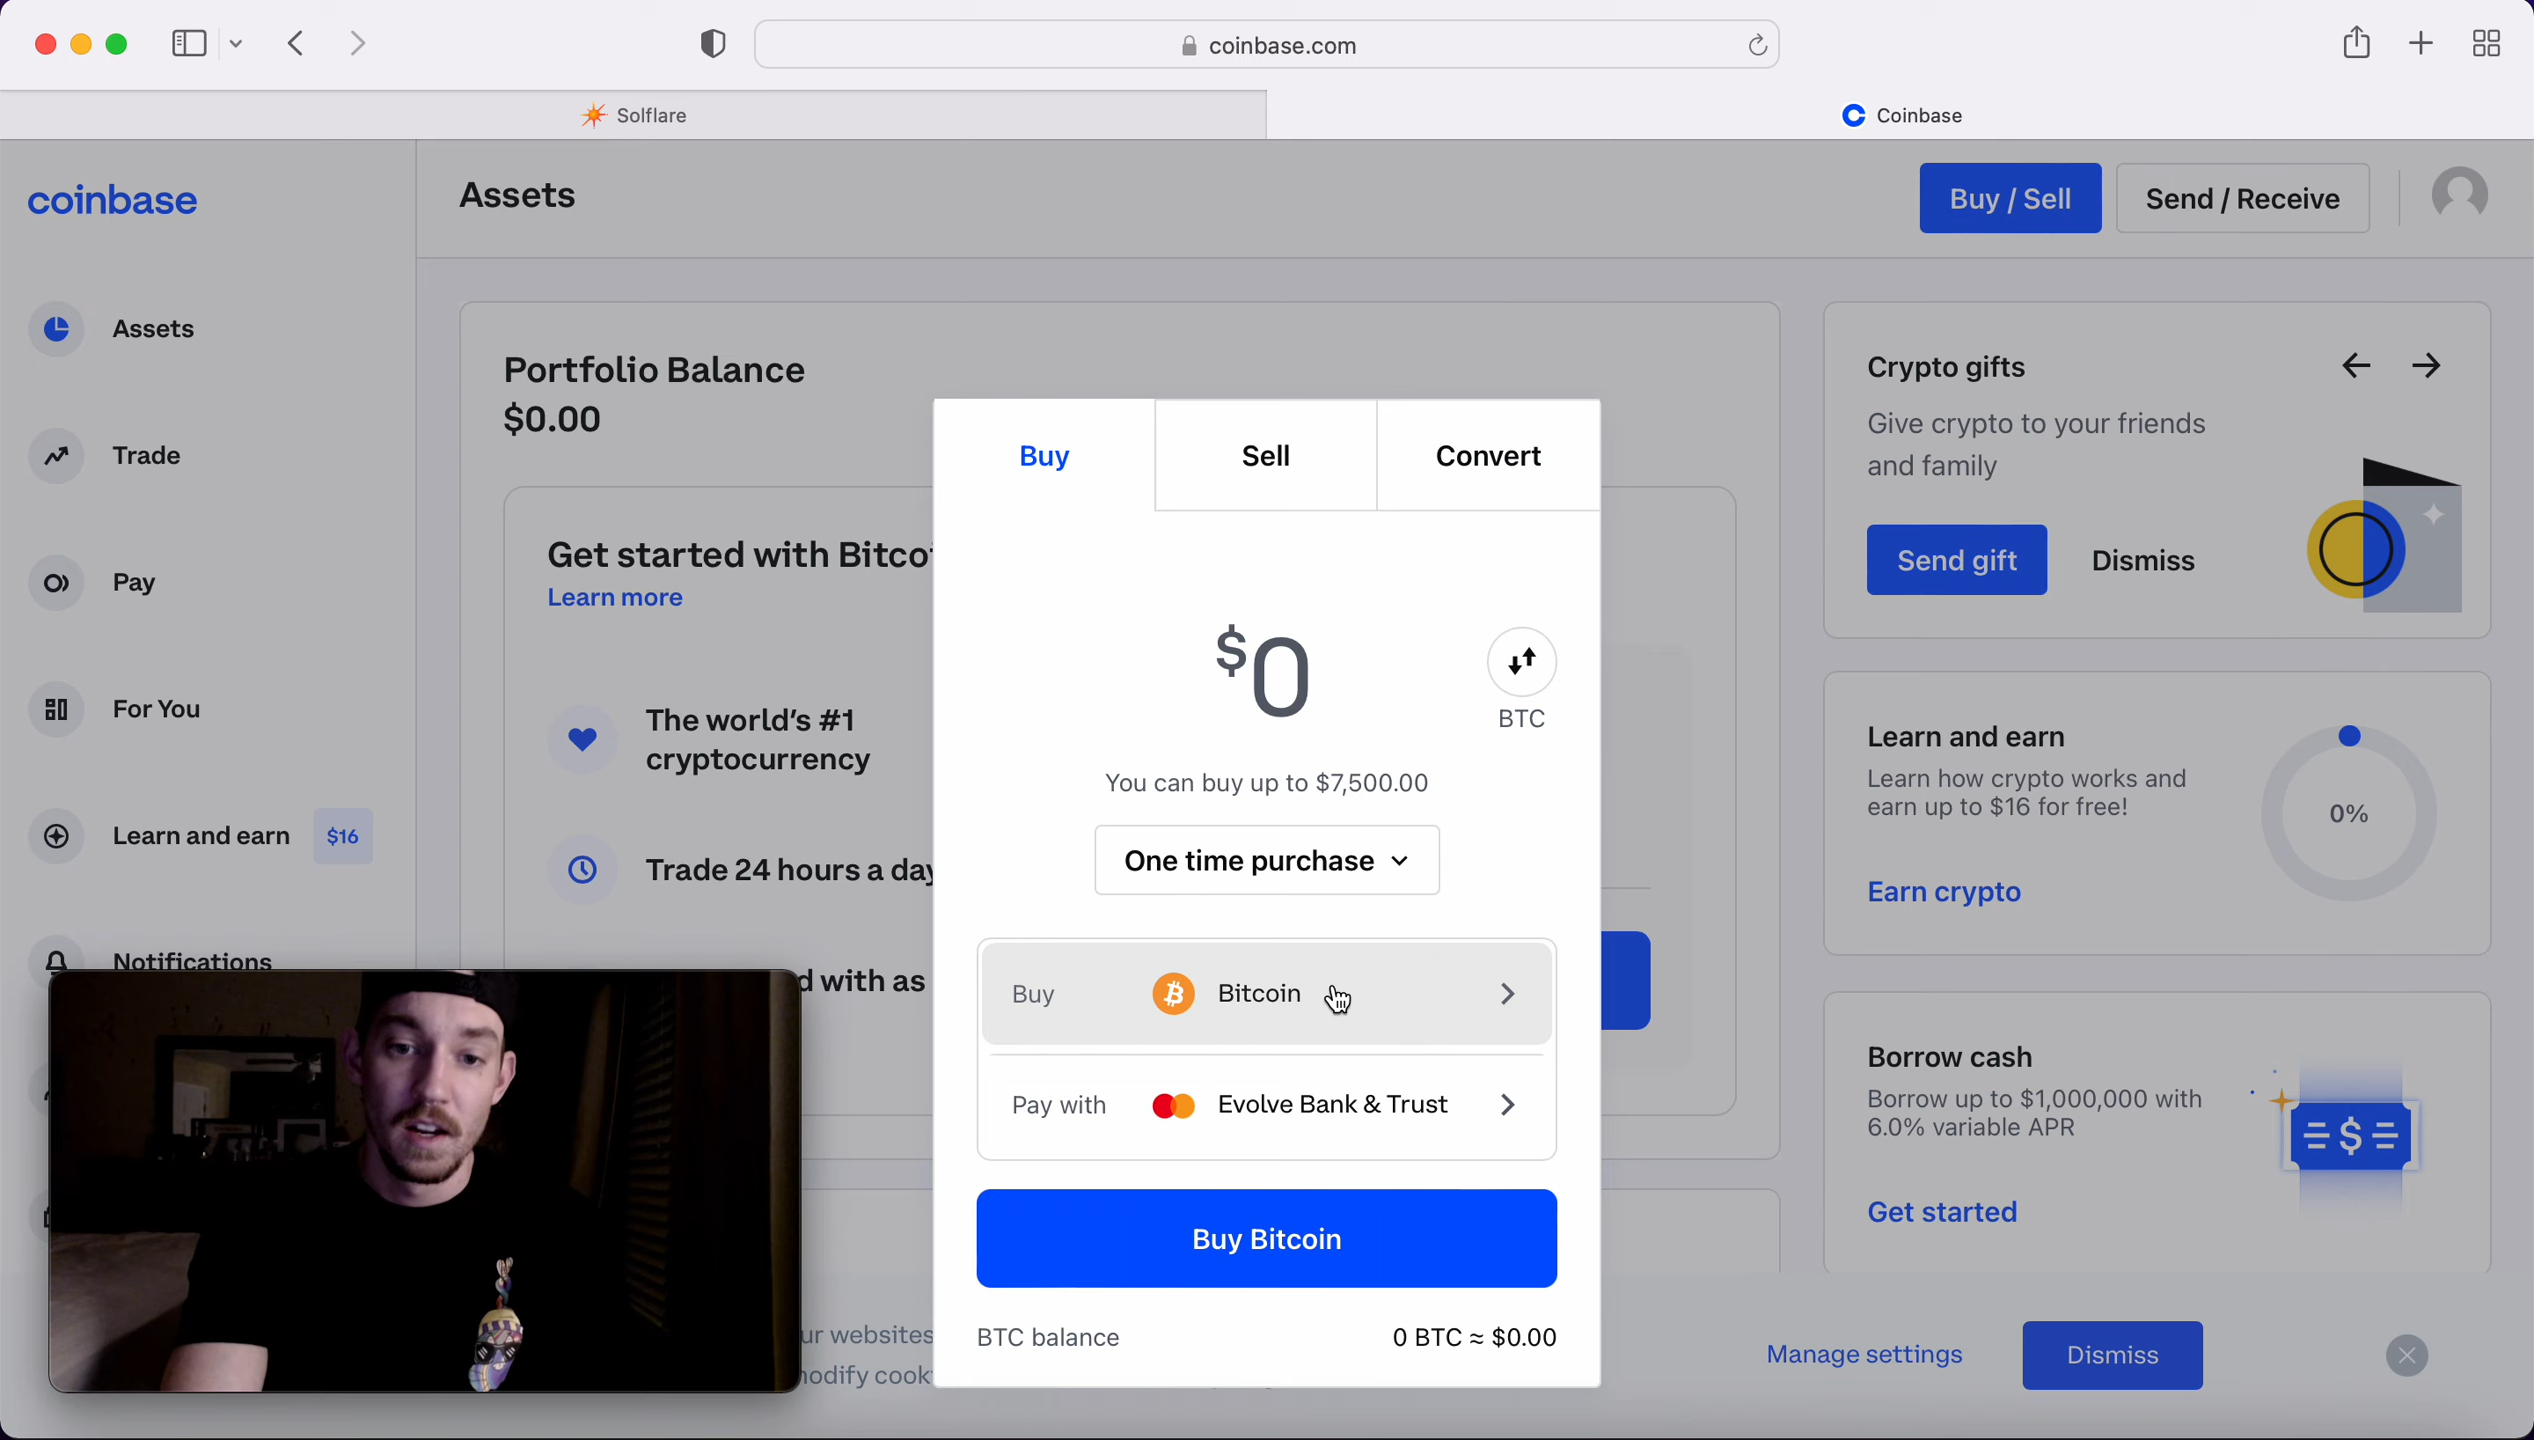 coinbase.com
Solflare
Coinbase
coinbase
Assets
Buy / Sell
Send / Receive
Assets
Trade
Pay
For You
Learn and earn
$16
Notifications
Portfolio Balance
$0.00
Get started with Bitcoi
Learn more
The world's #1
cryptocurrency
Trade 24 hours a day
d with as
Buy
Sell
Convert
$0
BTC
You can buy up to $7,500.00
One time purchase
Buy
Bitcoin
Pay with
Evolve Bank & Trust
Buy Bitcoin
BTC balance
0 BTC ≈ $0.00
Crypto gifts
Give crypto to your friends
and family
Send gift
Dismiss
Learn and earn
Learn how crypto works and
earn up to $16 for free!
0%
Earn crypto
Borrow cash
Borrow up to $1,000,000 with
6.0% variable APR
Get started
ur websites
modify cook
Manage settings
Dismiss